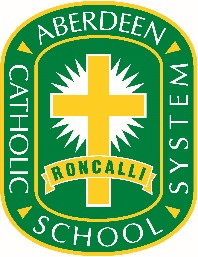 ABERDEEN
CATHOLIC
SCHOOL
SYSTEM
RONCALLI